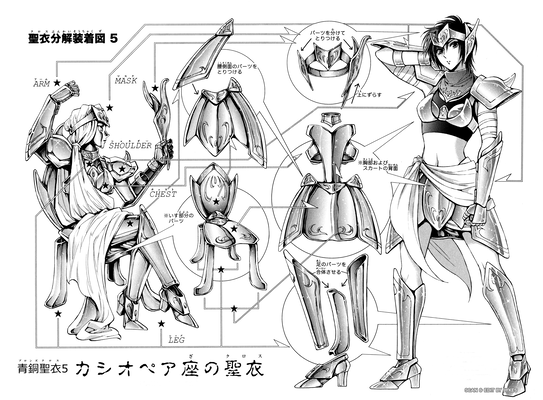 聖衣分解装着図 5
ARM
MASK
SHOULDER
CHEST
LEG
腰側面のパーツを
とりつける
パーツを分けて
とりつける
上にずらす
※胸部および
スカートの背面
※いす部分の
パーツ
足のパーツを
合体させる〜
青銅聖衣5 カシオペア座の聖衣